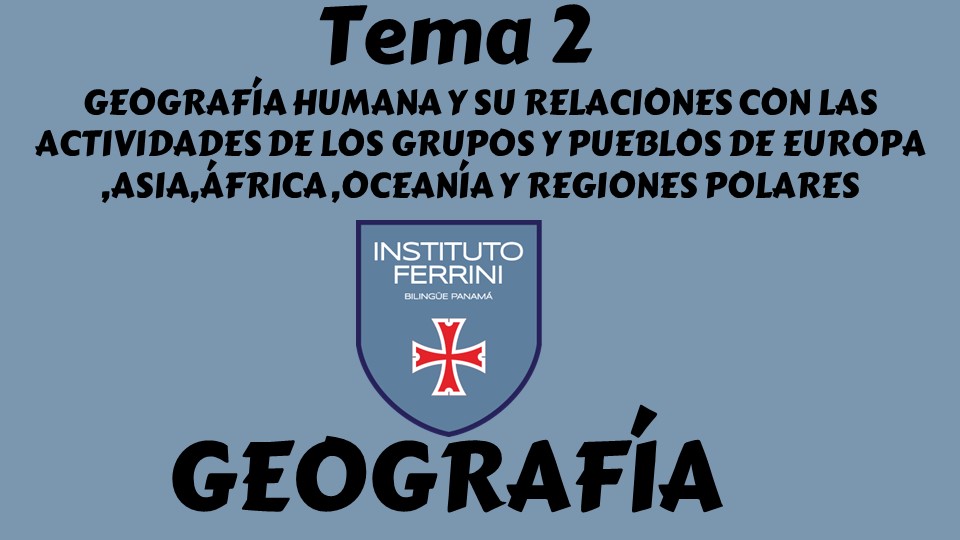 Tema 2
GEOGRAFÍA HUMANA Y SU RELACIONES CON LAS
ACTIVIDADES DE LOS GRUPOS Y PUEBLOS DE EUROPA
,ASIA,ÁFRICA ,OCEANÍA Y REGIONES POLARES
INSTITUTO
FERRINI
BILINGÜE PANAMÁ
GEOGRAFÍA